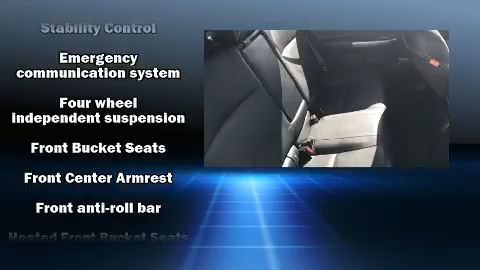 Stability Control
Emergency
communication system
Four wheel
independent suspension
Front Bucket Seats
Front Center Armrest
Front anti-roll bar
Heated Front Bucket Seats